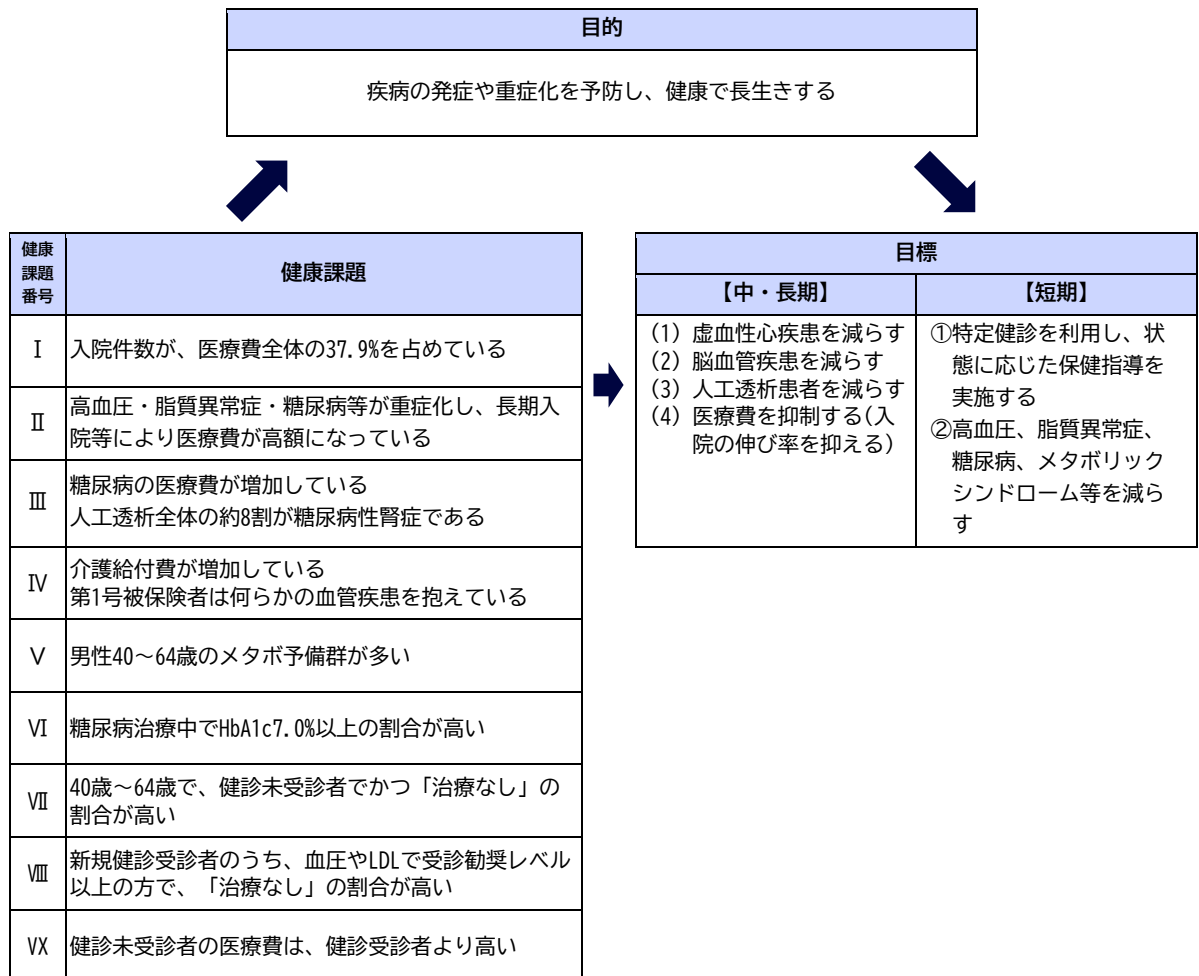 目的
疾病の発症や重症化を予防し、健康で長生きする
健康
課題
番号
健康課題
Ⅰ
入院件数が、医療費全体の37.9%を占めている
Ⅱ
高血圧・脂質異常症・糖尿病等が重症化し、長期入
院等により医療費が高額になっている
Ⅲ
糖尿病の医療費が増加している
人工透析全体の約8割が糖尿病性腎症である
Ⅳ
介護給付費が増加している
第1号被保険者は何らかの血管疾患を抱えている
Ⅴ
男性40～64歳のメタボ予備群が多い
Ⅵ
糖尿病治療中でHbA1c7.0%以上の割合が高い
Ⅶ
40歳～64歳で、健診未受診者でかつ「治療なし」の
割合が高い
Ⅷ
新規健診受診者のうち、血圧やLDLで受診勧奨レベル
以上の方で、「治療なし」の割合が高い
VX
健診未受診者の医療費は、健診受診者より高い
目標
【中・長期】
(1) 虚血性心疾患を減らす
(2) 脳血管疾患を減らす
(3) 人工透析患者を減らす
(4) 医療費を抑制する(入
院の伸び率を抑える)
【短期】
①特定健診を利用し、状
態に応じた保健指導を
実施する
②高血圧、脂質異常症、
糖尿病、メタボリック
シンドローム等を減ら
す